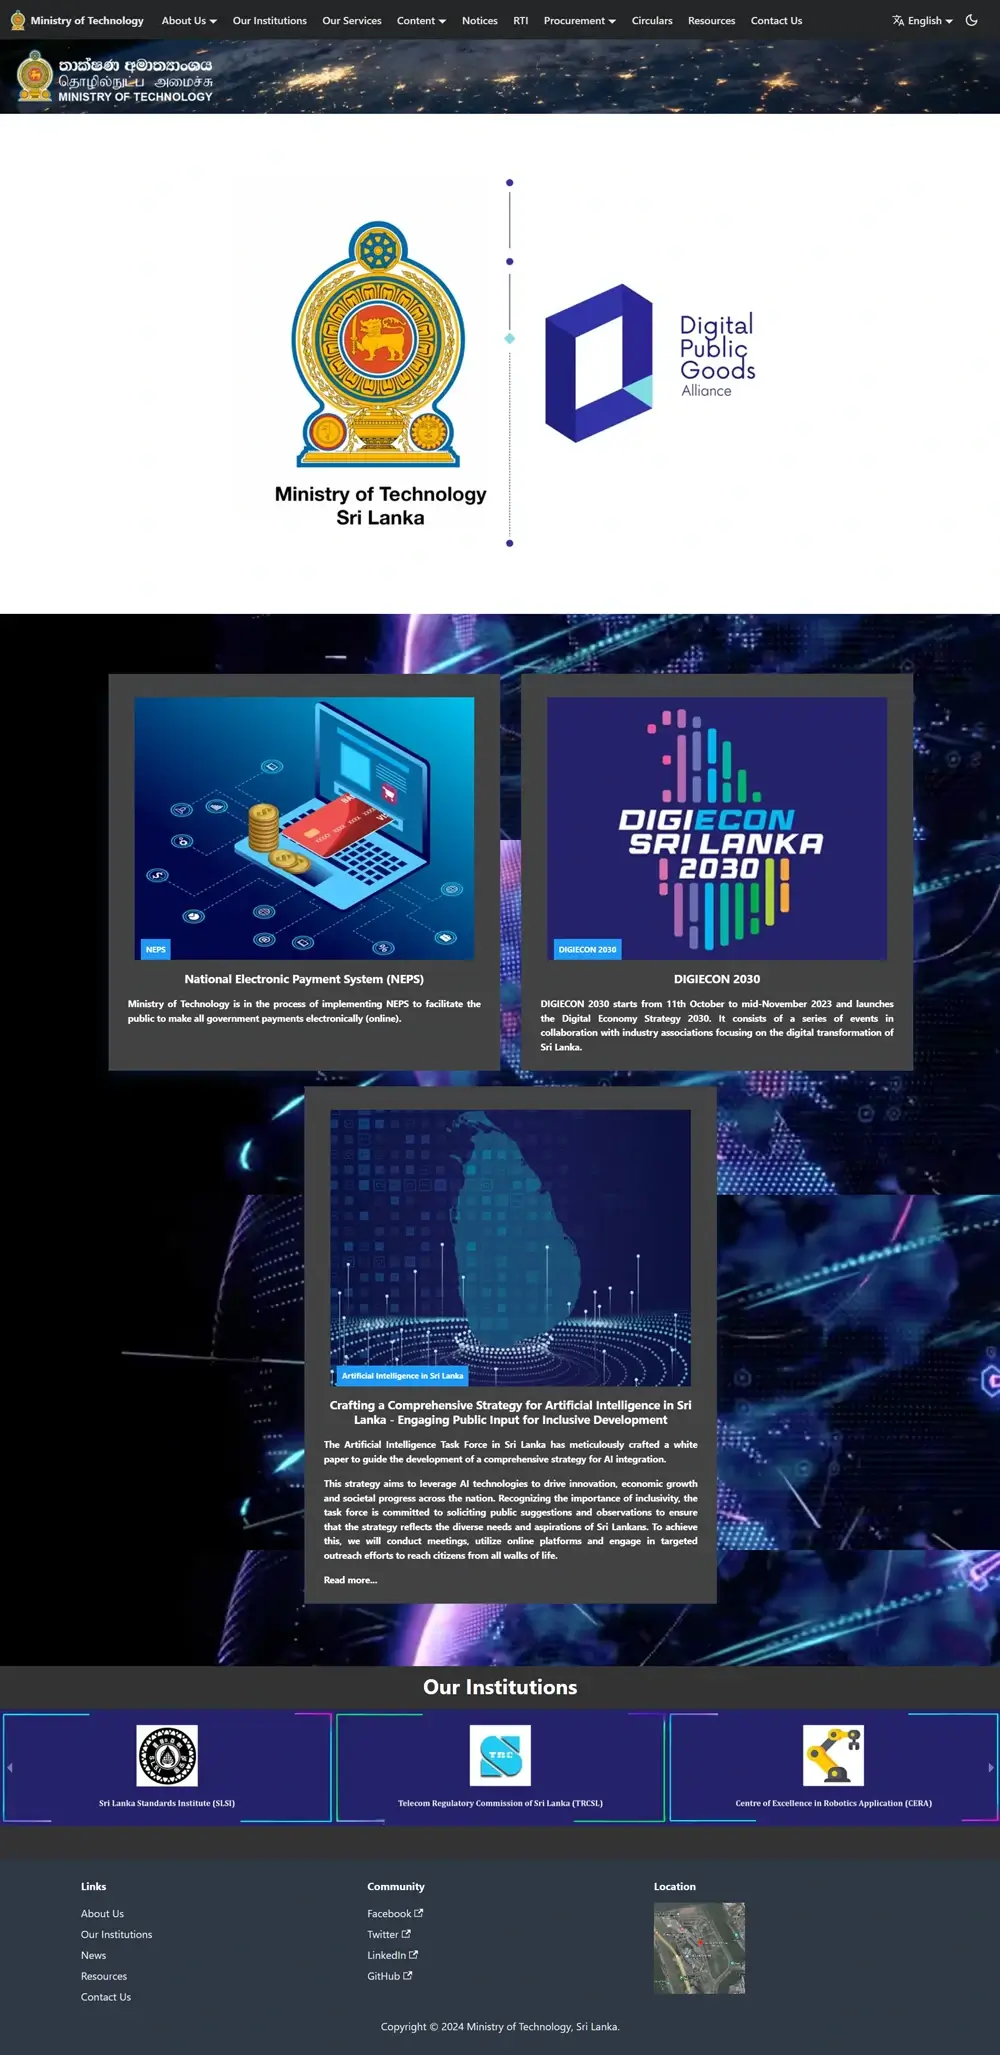 Ministry of Technology
About Us
Our Institutions
Our Services
Content
Notices
RTI
Procurement
Circulars
Resources
Contact Us
English
තාක්ෂණ අමාත්‍යාංශය
தொழில்நுட்ப அமைச்சு
MINISTRY OF TECHNOLOGY
Ministry of Technology
Sri Lanka
Digital
Public
Goods
Alliance
NEPS
National Electronic Payment System (NEPS)
Ministry of Technology is in the process of implementing NEPS to facilitate the
public to make all government payments electronically (online).
DIGIECON
SRI LANKA
2030
DIGIECON 2030
DIGIECON 2030
DIGIECON 2030 starts from 11th October to mid-November 2023 and launches
the Digital Economy Strategy 2030. It consists of a series of events in
collaboration with industry associations focusing on the digital transformation of
Sri Lanka.
Artificial Intelligence in Sri Lanka
Crafting a Comprehensive Strategy for Artificial Intelligence in Sri
Lanka - Engaging Public Input for Inclusive Development
The Artificial Intelligence Task Force in Sri Lanka has meticulously crafted a white
paper to guide the development of a comprehensive strategy for AI integration.
This strategy aims to leverage AI technologies to drive innovation, economic growth
and societal progress across the nation. Recognizing the importance of inclusivity, the
task force is committed to soliciting public suggestions and observations to ensure
that the strategy reflects the diverse needs and aspirations of Sri Lankans. To achieve
this, we will conduct meetings, utilize online platforms and engage in targeted
outreach efforts to reach citizens from all walks of life.
Read more...
Our Institutions
Sri Lanka Standards Institute (SLSI)
TRC
Telecom Regulatory Commission of Sri Lanka (TRCSL)
Centre of Excellence in Robotics Application (CERA)
Links
About Us
Our Institutions
News
Resources
Contact Us
Community
Facebook
Twitter
LinkedIn
GitHub
Location
Copyright © 2024 Ministry of Technology, Sri Lanka.